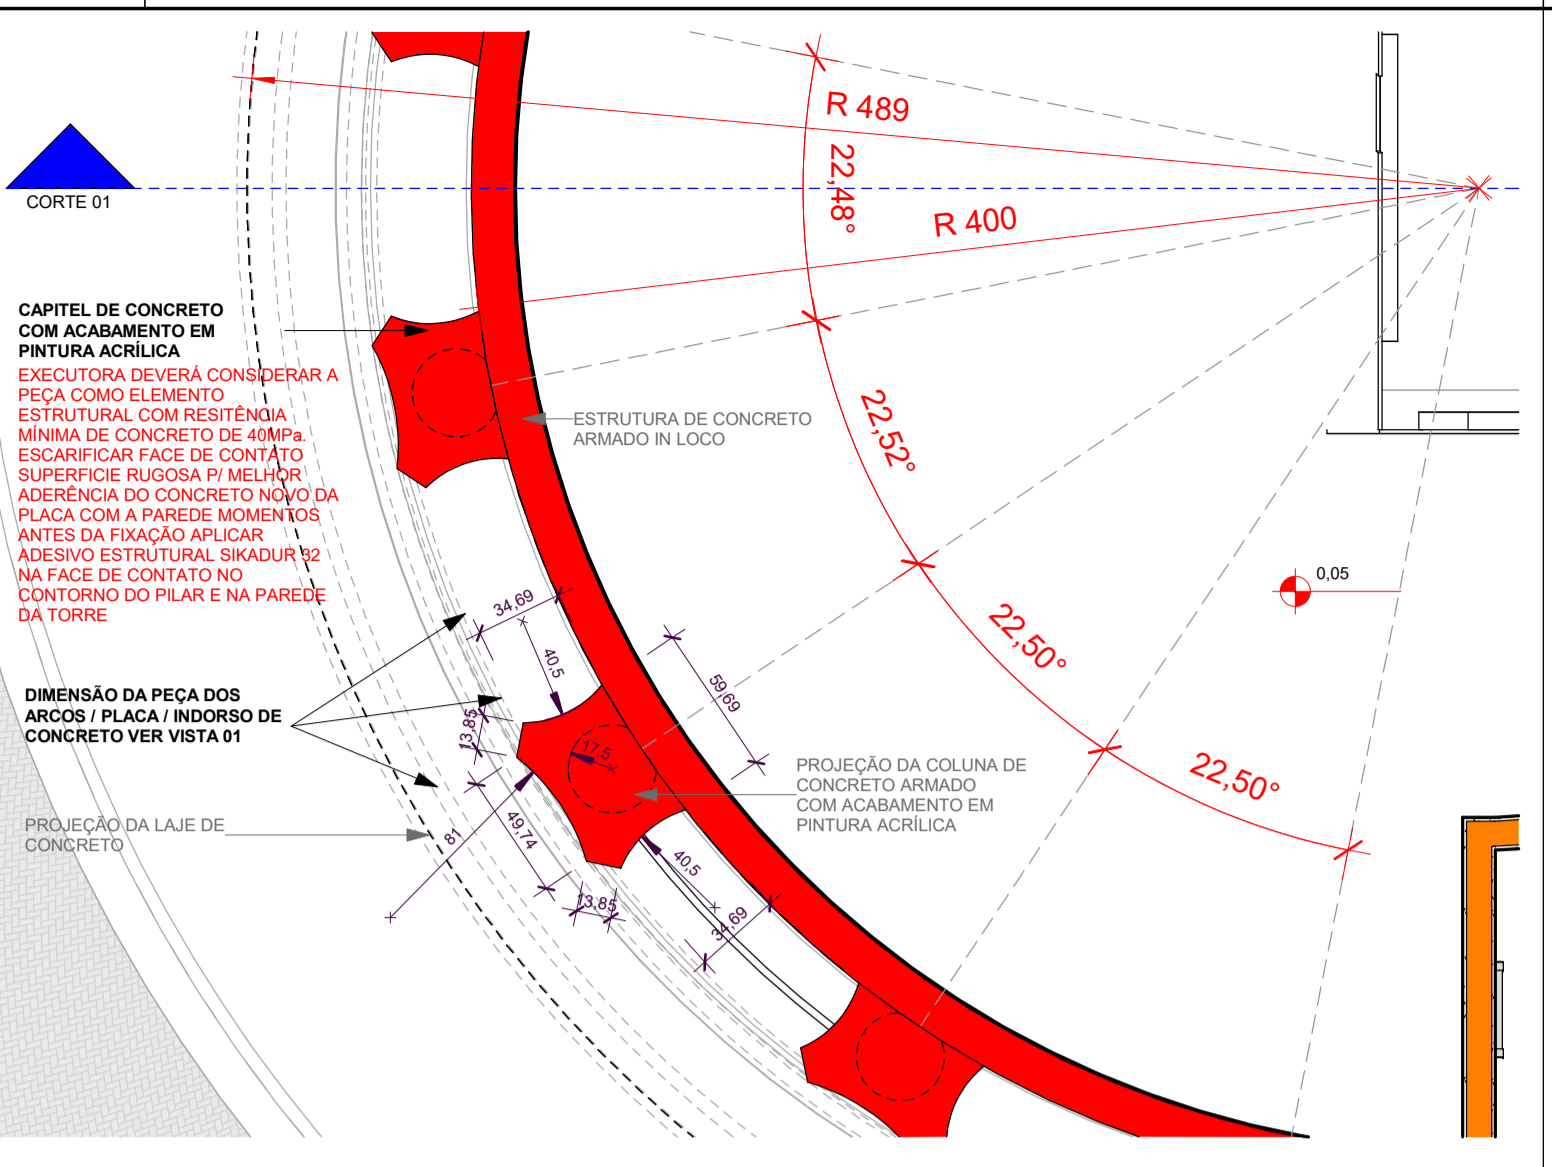 R 489
22,48°
CORTE 01
R 400
CAPITEL DE CONCRETO
COM ACABAMENTO EM
PINTURA ACRÍLICA
EXECUTORA DEVERÁ CONSIDERAR A
PEÇA COMO ELEMENTO
ESTRUTURAL COM RESITÊNCIA
MÍNIMA DE CONCRETO DE 40MPa.
ESCARIFICAR FACE DE CONTATO
SUPERFICIE RUGOSA P/ MELHOR
ADERÊNCIA DO CONCRETO NOVO DA
PLACA COM A PAREDE MOMENTOS
ANTES DA FIXAÇÃO APLICAR
ADESIVO ESTRUTURAL SIKADUR 32
NA FACE DE CONTATO NO
CONTORNO DO PILAR E NA PAREDE
DA TORRE
ESTRUTURA DE CONCRETO
ARMADO IN LOCO
22,52°
0,05
34,69
40,5
22,50°
59,69
DIMENSÃO DA PEÇA DOS
ARCOS / PLACA / INDORSO DE
CONCRETO VER VISTA 01
13,85
17,5
22,50°
PROJEÇÃO DA COLUNA DE
CONCRETO ARMADO
COM ACABAMENTO EM
PINTURA ACRÍLICA
PROJEÇÃO DA LAJE DE
CONCRETO
81
49,74
40,5
13,85
34,69